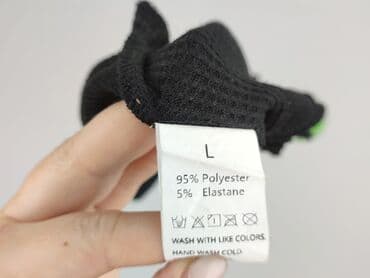 L
95% Polyester
5% Elastane
WASH WITH LIKE COLORS.
HAND WASH COLD